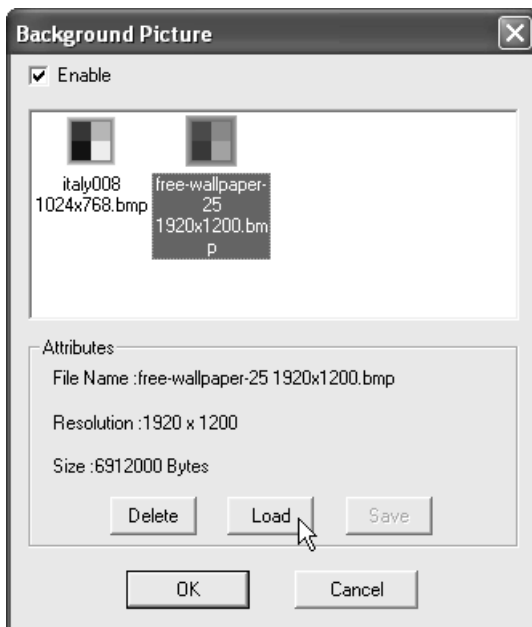 Background Picture
Enable
italy008
1024x768.bmp
free-wallpaper-
25
1920x1200.bm
p
Attributes
File Name :free-wallpaper-25 1920x1200.bmp
Resolution :1920 x 1200
Size :6912000 Bytes
Delete Load Save
OK Cancel